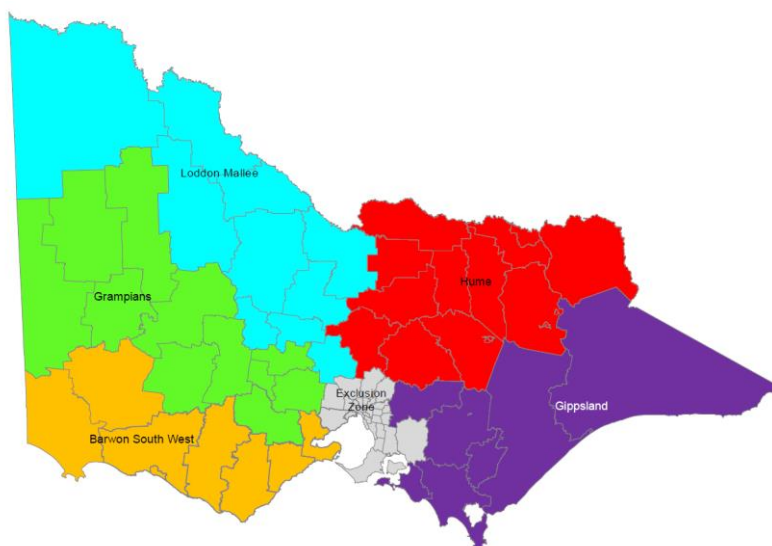 Loddon Mallee
Hume
Grampians
Exclusion
Zone
Gippsland
Barwon South West